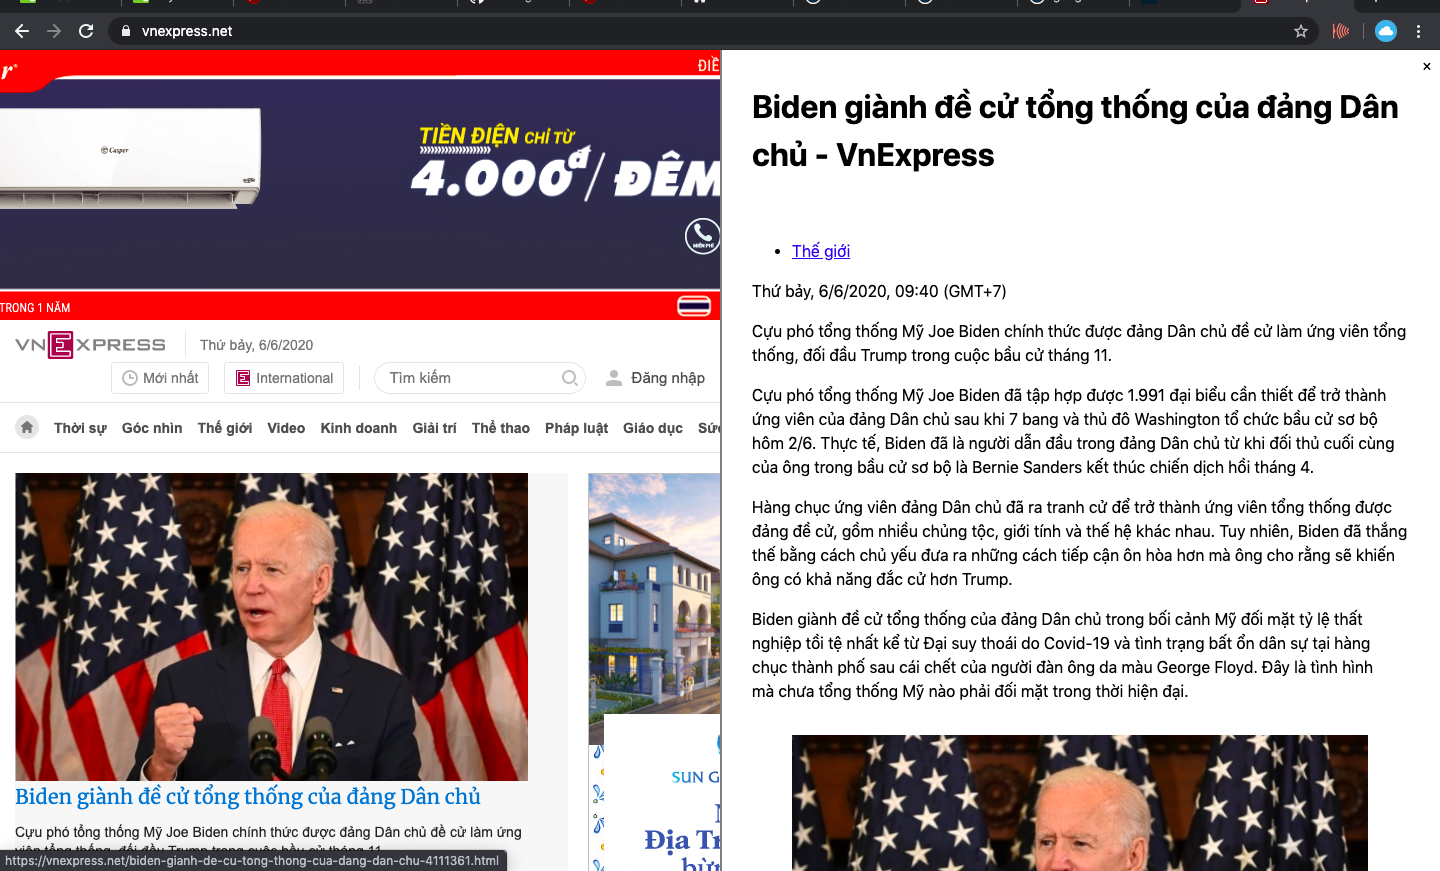 vnexpress.net
r
ĐIỀ
Casper
TIỀN ĐIỆN CHỈ TỪ
4.000đ/ĐÊM
MIỄN PHÍ
TRONG 1 NĂM
VNEXPRESS
Thứ bảy, 6/6/2020
Mới nhất
International
Tìm kiếm
Đăng nhập
Thời sự Góc nhìn Thế giới Video Kinh doanh Giải trí Thể thao Pháp luật Giáo dục Sức
Biden giành đề cử tổng thống của đảng Dân chủ
Cựu phó tổng thống Mỹ Joe Biden chính thức được đảng Dân chủ đề cử làm ứng
viên tổng thống, đối đầu Trump trong cuộc bầu cử tháng 11.
SUN G
Địa Tr
bừ
https://vnexpress.net/biden-gianh-de-cu-tong-thong-cua-dang-dan-chu-4111361.html
×
Biden giành đề cử tổng thống của đảng Dân
chủ - VnExpress
• Thế giới
Thứ bảy, 6/6/2020, 09:40 (GMT+7)
Cựu phó tổng thống Mỹ Joe Biden chính thức được đảng Dân chủ đề cử làm ứng viên tổng
thống, đối đầu Trump trong cuộc bầu cử tháng 11.
Cựu phó tổng thống Mỹ Joe Biden đã tập hợp được 1.991 đại biểu cần thiết để trở thành
ứng viên của đảng Dân chủ sau khi 7 bang và thủ đô Washington tổ chức bầu cử sơ bộ
hôm 2/6. Thực tế, Biden đã là người dẫn đầu trong đảng Dân chủ từ khi đối thủ cuối cùng
của ông trong bầu cử sơ bộ là Bernie Sanders kết thúc chiến dịch hồi tháng 4.
Hàng chục ứng viên đảng Dân chủ đã ra tranh cử để trở thành ứng viên tổng thống được
đảng đề cử, gồm nhiều chủng tộc, giới tính và thế hệ khác nhau. Tuy nhiên, Biden đã thắng
thế bằng cách chủ yếu đưa ra những cách tiếp cận ôn hòa hơn mà ông cho rằng sẽ khiến
ông có khả năng đắc cử hơn Trump.
Biden giành đề cử tổng thống của đảng Dân chủ trong bối cảnh Mỹ đối mặt tỷ lệ thất
nghiệp tồi tệ nhất kể từ Đại suy thoái do Covid-19 và tình trạng bất ổn dân sự tại hàng
chục thành phố sau cái chết của người đàn ông da màu George Floyd. Đây là tình hình
mà chưa tổng thống Mỹ nào phải đối mặt trong thời hiện đại.